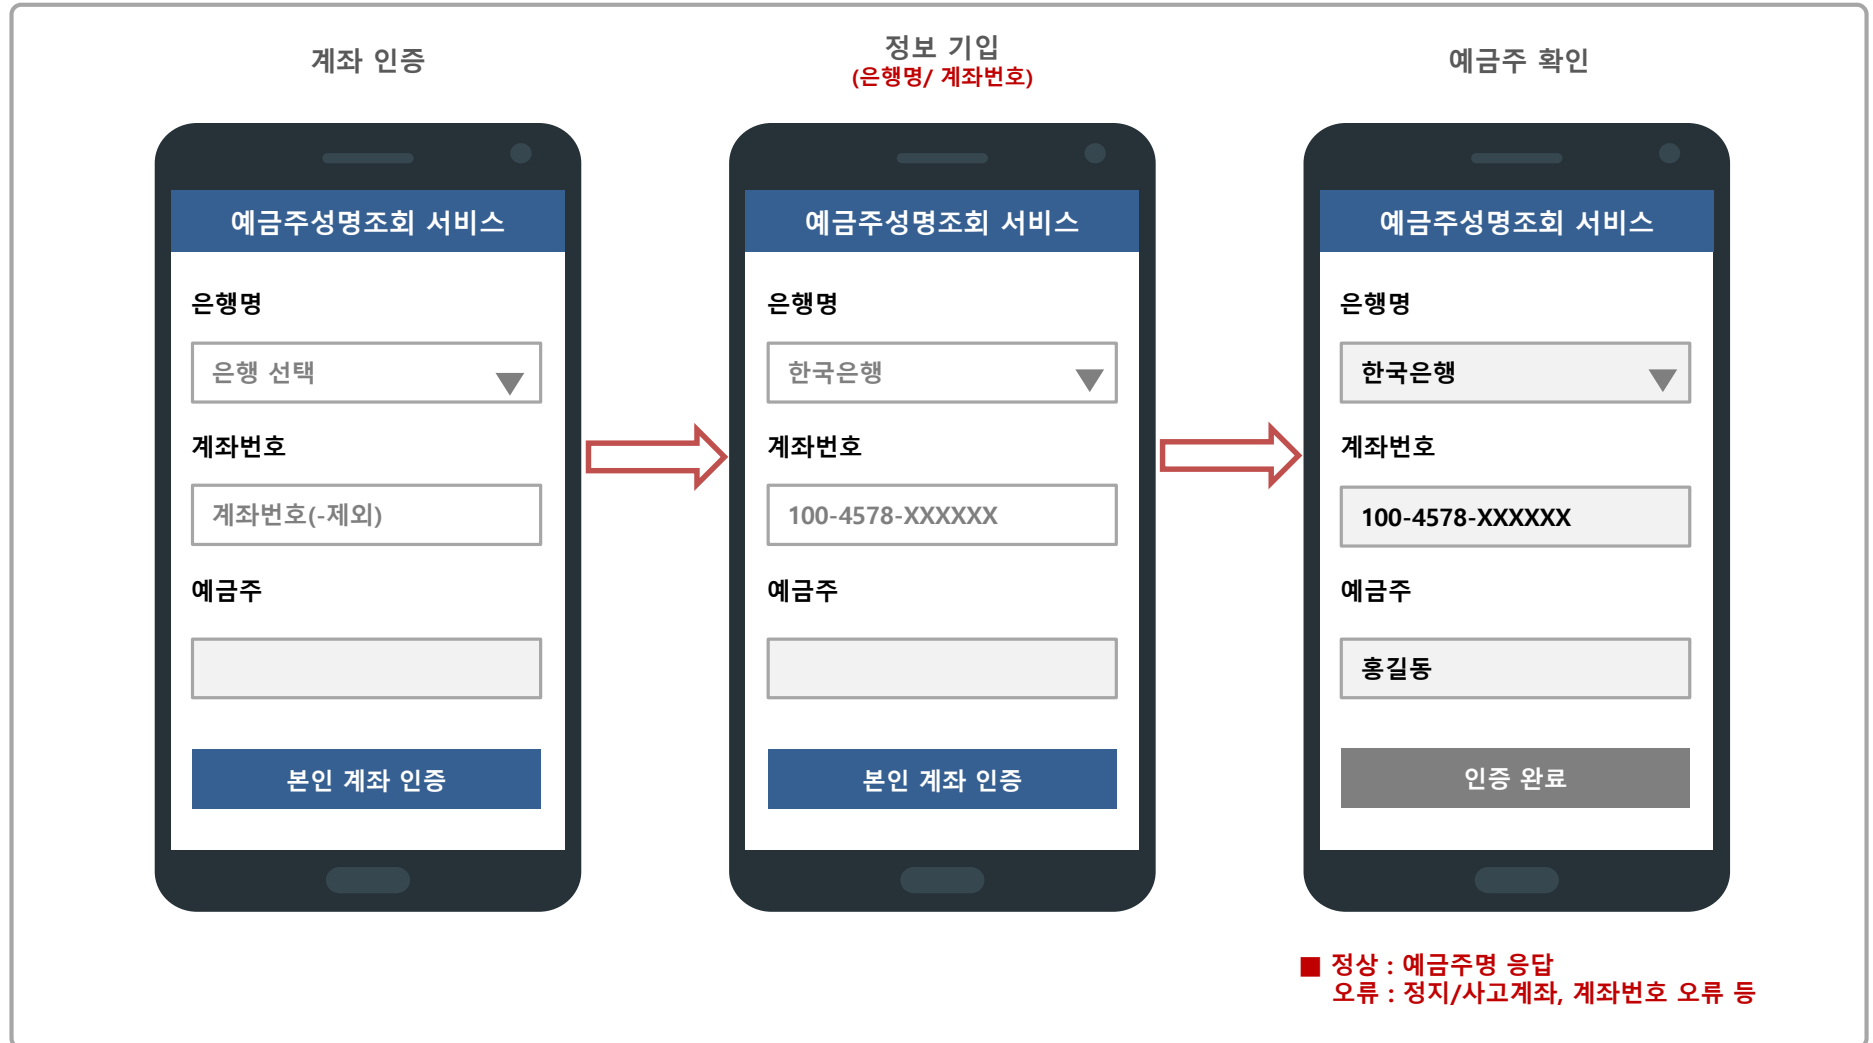 계좌 인증
정보 기입
(은행명/ 계좌번호)
예금주 확인
예금주성명조회 서비스
은행명
은행 선택
계좌번호
계좌번호(-제외)
예금주
본인 계좌 인증
예금주성명조회 서비스
은행명
한국은행
계좌번호
100-4578-XXXXXX
예금주
본인 계좌 인증
예금주성명조회 서비스
은행명
한국은행
계좌번호
100-4578-XXXXXX
예금주
홍길동
인증 완료
■ 정상 : 예금주명 응답
오류 : 정지/사고계좌, 계좌번호 오류 등